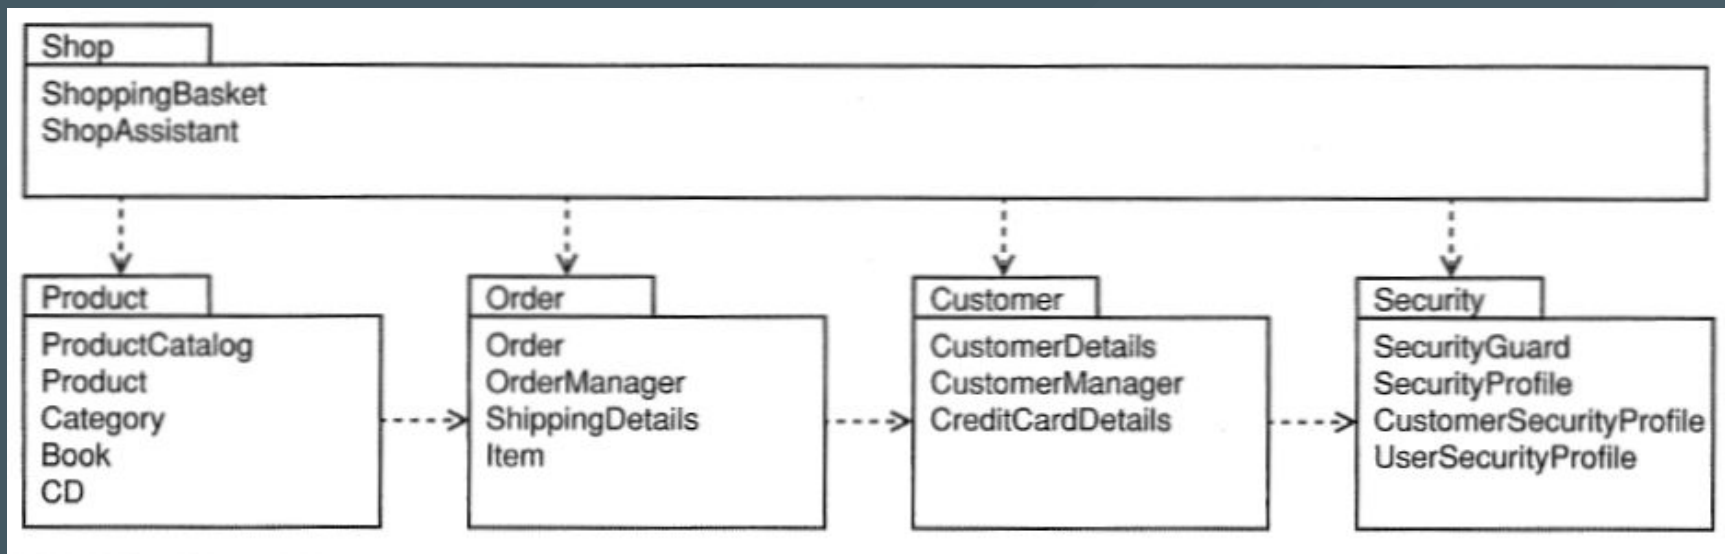 Shop
ShoppingBasket
ShopAssistant
Product
ProductCatalog
Product
Category
Book
CD
Order
Order
OrderManager
ShippingDetails
Item
Customer
CustomerDetails
CustomerManager
CreditCardDetails
Security
SecurityGuard
SecurityProfile
CustomerSecurityProfile
UserSecurityProfile